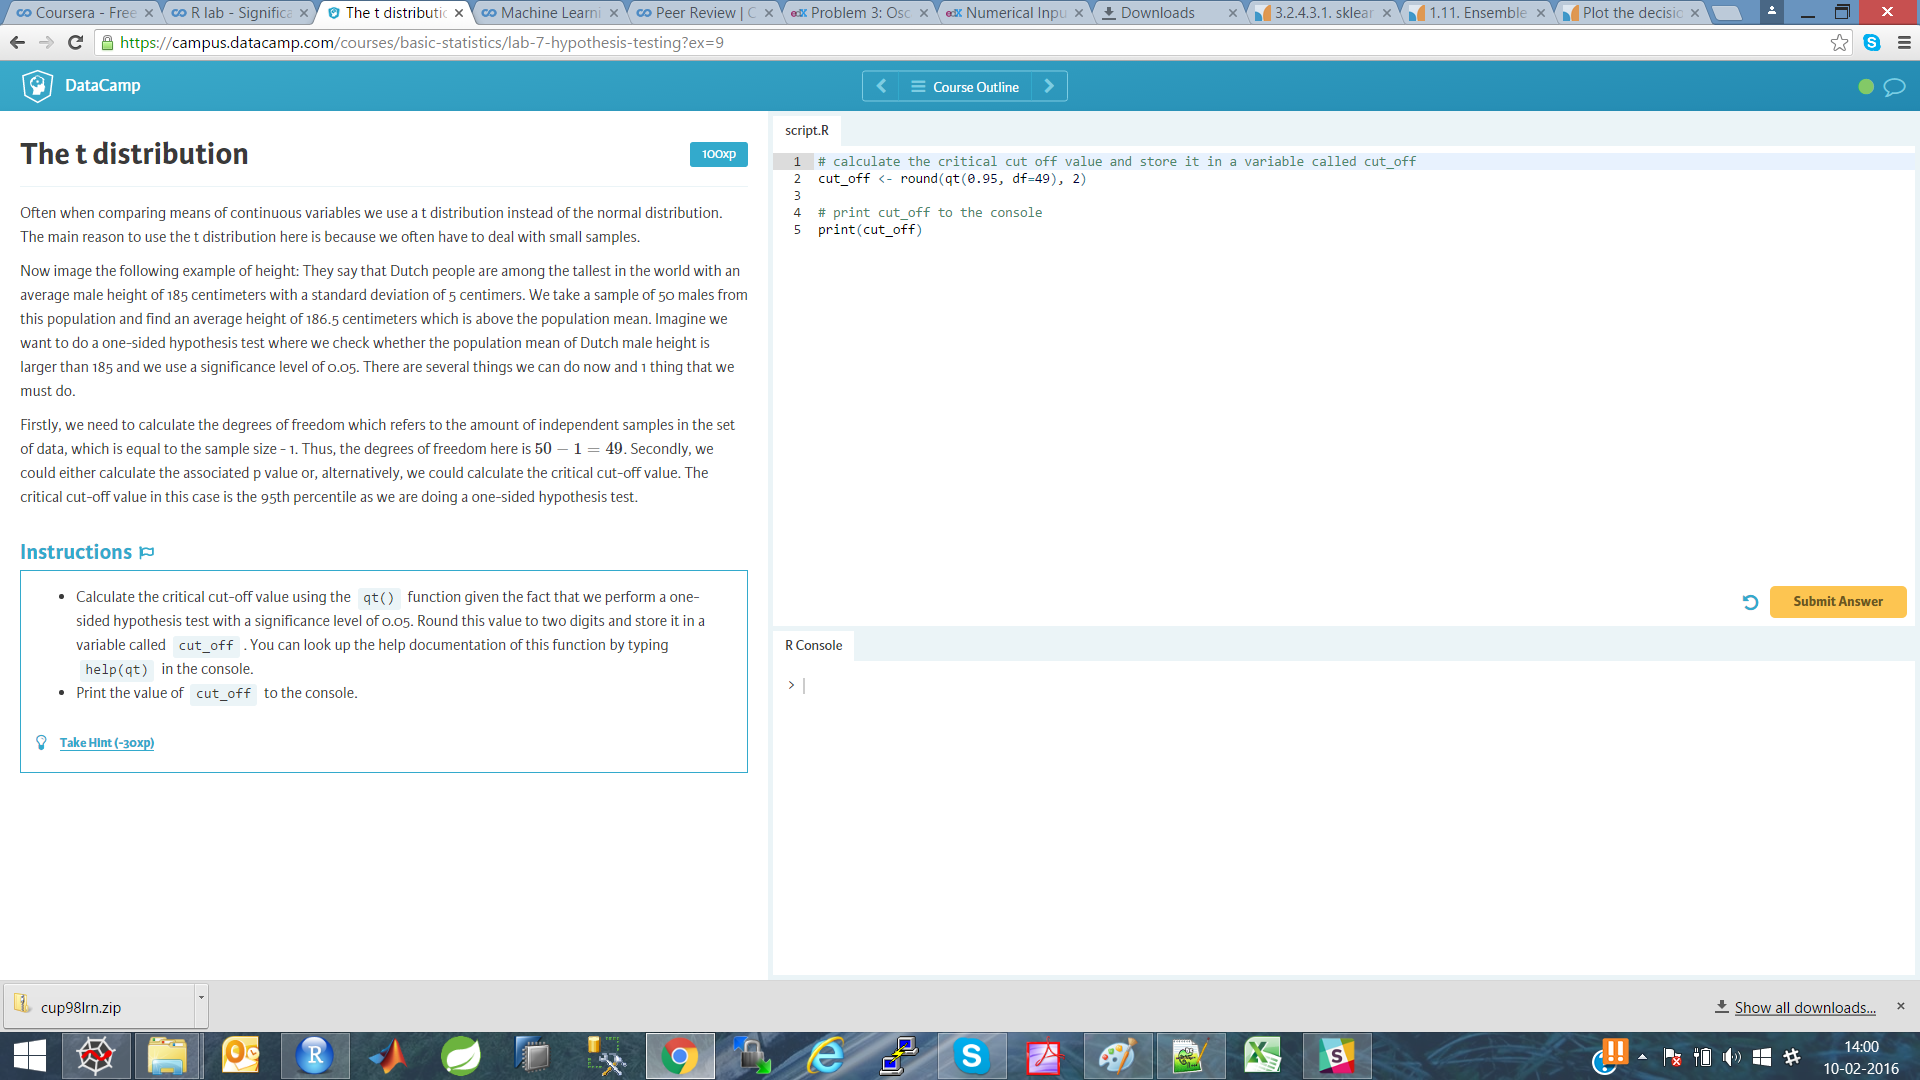 Coursera - Free
R lab - Significa
The t distributic
Machine Learni
Peer Review | C
edX Problem 3: Osc
edX Numerical Inpu
Downloads
3.2.4.3.1. sklear
1.11. Ensemble
Plot the decisic
https://campus.datacamp.com/courses/basic-statistics/lab-7-hypothesis-testing?ex=9
DataCamp
Course Outline
The t distribution
100xp
Often when comparing means of continuous variables we use a t distribution instead of the normal distribution.
The main reason to use the t distribution here is because we often have to deal with small samples.
Now image the following example of height: They say that Dutch people are among the tallest in the world with an
average male height of 185 centimeters with a standard deviation of 5 centimers. We take a sample of 50 males from
this population and find an average height of 186.5 centimeters which is above the population mean. Imagine we
want to do a one-sided hypothesis test where we check whether the population mean of Dutch male height is
larger than 185 and we use a significance level of 0.05. There are several things we can do now and 1 thing that we
must do.
Firstly, we need to calculate the degrees of freedom which refers to the amount of independent samples in the set
of data, which is equal to the sample size - 1. Thus, the degrees of freedom here is 50 − 1 = 49. Secondly, we
could either calculate the associated p value or, alternatively, we could calculate the critical cut-off value. The
critical cut-off value in this case is the 95th percentile as we are doing a one-sided hypothesis test.
Instructions
• Calculate the critical cut-off value using the qt() function given the fact that we perform a one-
sided hypothesis test with a significance level of 0.05. Round this value to two digits and store it in a
variable called cut_off . You can look up the help documentation of this function by typing
help(qt) in the console.
• Print the value of cut_off to the console.
Take Hint (-30xp)
script.R
1 # calculate the critical cut off value and store it in a variable called cut_off
2 cut_off <- round(qt(0.95, df=49), 2)
3
4 # print cut_off to the console
5 print(cut_off)
Submit Answer
R Console
>
cup98lrn.zip
Show all downloads...
14:00
10-02-2016